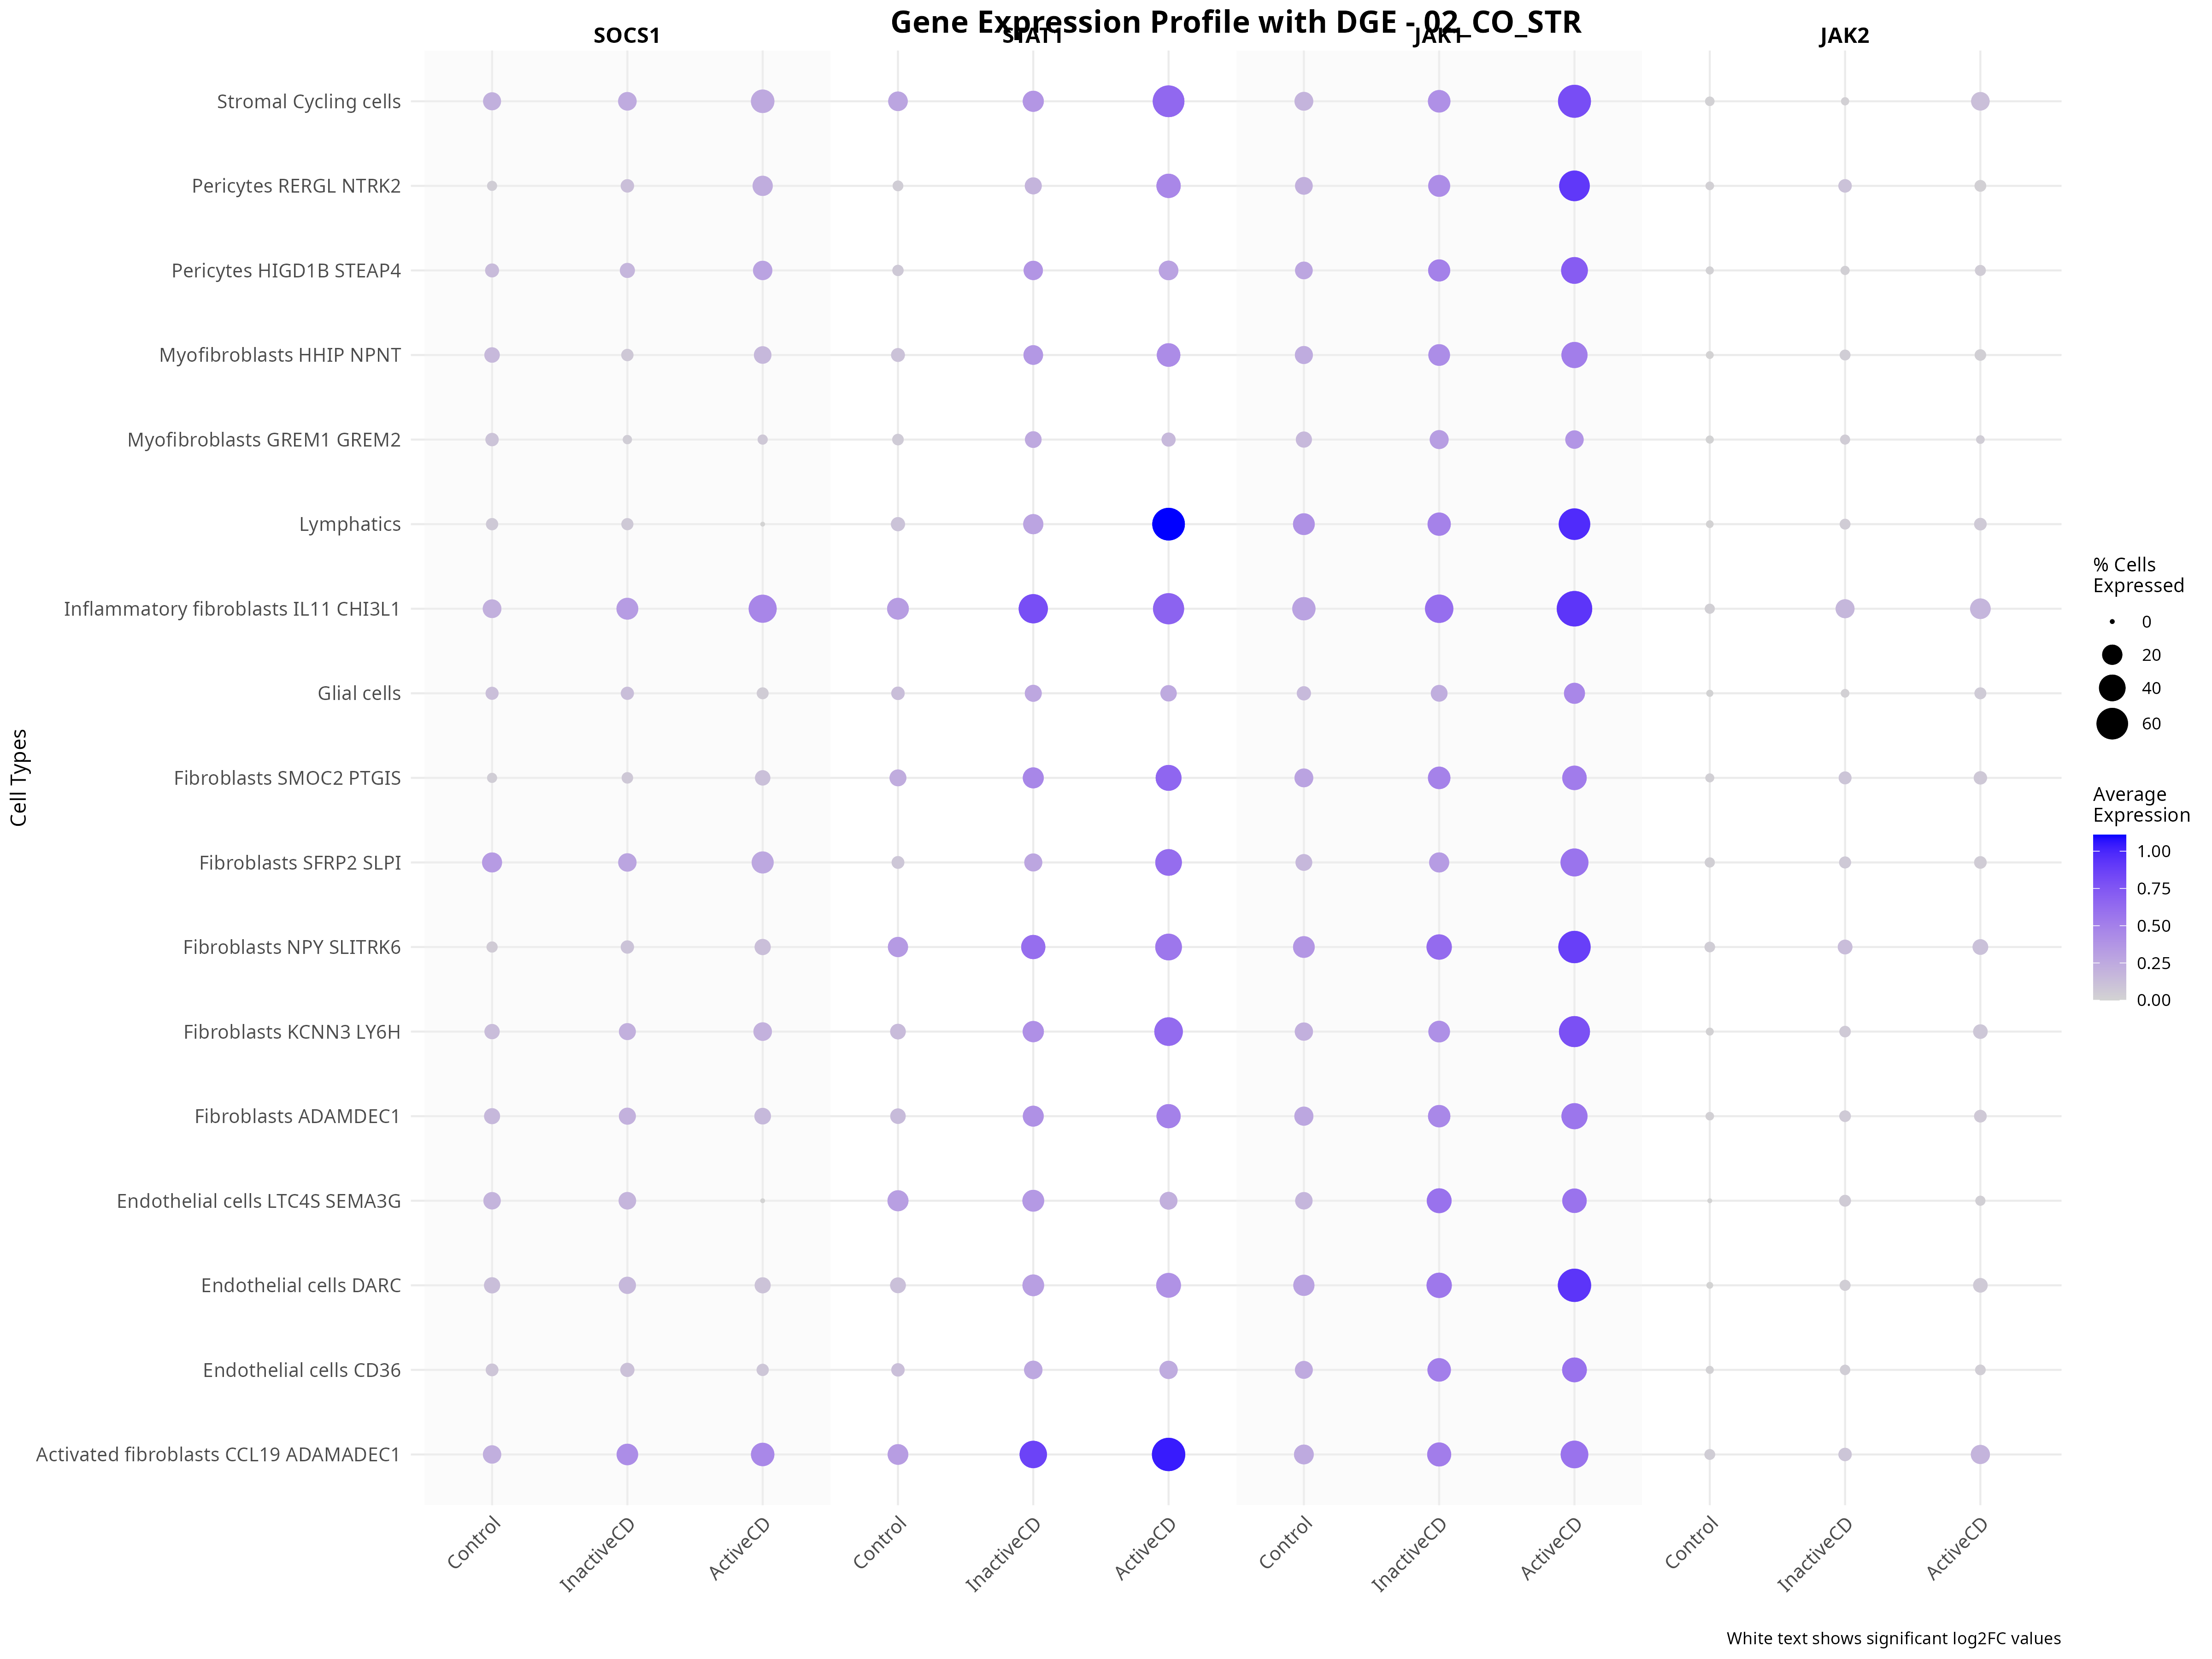 Gene Expression Profile with DGE - 02_CO_STR
SOCS1
STAT1
JAK1
JAK2
Cell Types
Stromal Cycling cells
Pericytes RERGL NTRK2
Pericytes HIGD1B STEAP4
Myofibroblasts HHIP NPNT
Myofibroblasts GREM1 GREM2
Lymphatics
Inflammatory fibroblasts IL11 CHI3L1
Glial cells
Fibroblasts SMOC2 PTGIS
Fibroblasts SFRP2 SLPI
Fibroblasts NPY SLITRK6
Fibroblasts KCNN3 LY6H
Fibroblasts ADAMDEC1
Endothelial cells LTC4S SEMA3G
Endothelial cells DARC
Endothelial cells CD36
Activated fibroblasts CCL19 ADAMADEC1
Control
InactiveCD
ActiveCD
Control
InactiveCD
ActiveCD
Control
InactiveCD
ActiveCD
Control
InactiveCD
ActiveCD
% Cells
Expressed
0
20
40
60
Average
Expression
1.00
0.75
0.50
0.25
0.00
White text shows significant log2FC values